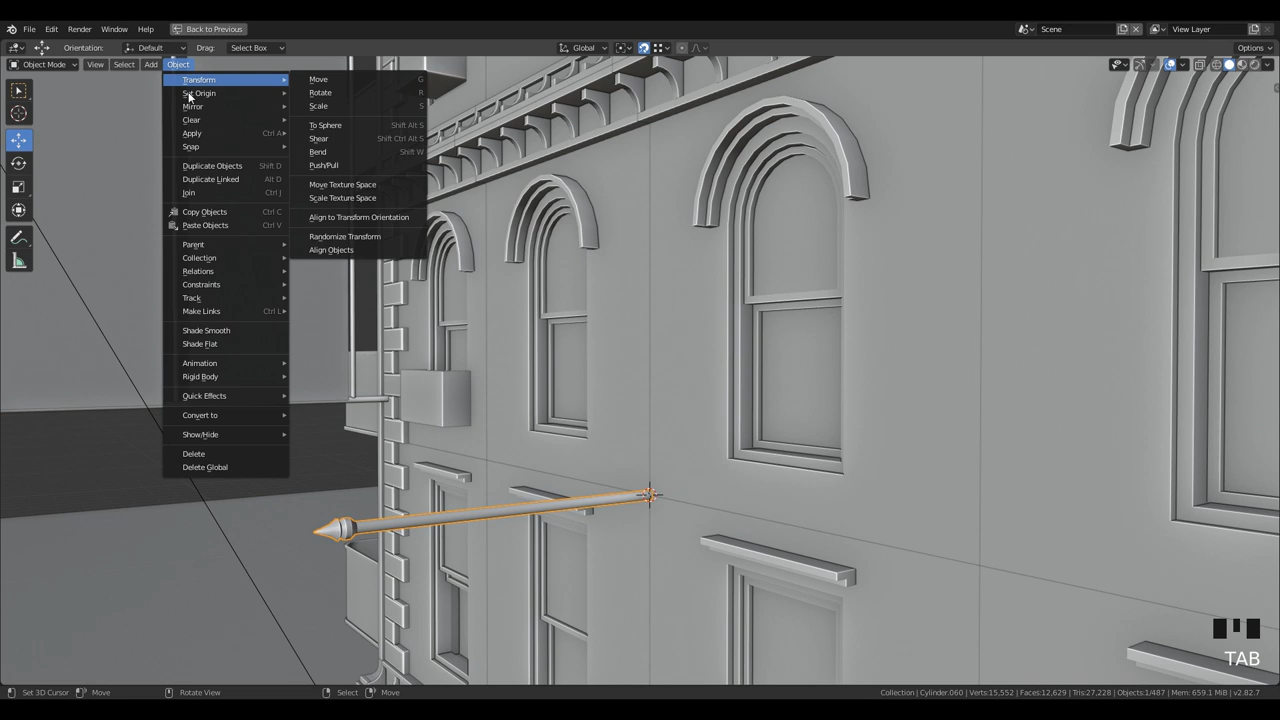 File Edit Render Window Help Back to Previous Scene View Layer
Orientation: Default Drag: Select Box Global Options
Object Mode View Select Add Object
Transform
Set Origin
Mirror
Clear
Apply Ctrl A
Snap
Duplicate Objects Shift D
Duplicate Linked Alt D
Join Ctrl J
Copy Objects Ctrl C
Paste Objects Ctrl V
Parent
Collection
Relations
Constraints
Track
Make Links Ctrl L
Shade Smooth
Shade Flat
Animation
Rigid Body
Quick Effects
Convert to
Show/Hide
Delete
Delete Global
Move G
Rotate R
Scale S
To Sphere Shift Alt S
Shear Shift Ctrl Alt S
Bend Shift W
Push/Pull
Move Texture Space
Scale Texture Space
Align to Transform Orientation
Randomize Transform
Align Objects
TAB
Set 3D Cursor Move Rotate View Select Move Collection | Cylinder:060 | Verts:15,552 | Faces:12,629 | Tris:27,228 | Objects:1/487 | Mem: 659.1 MiB | v2.82.7